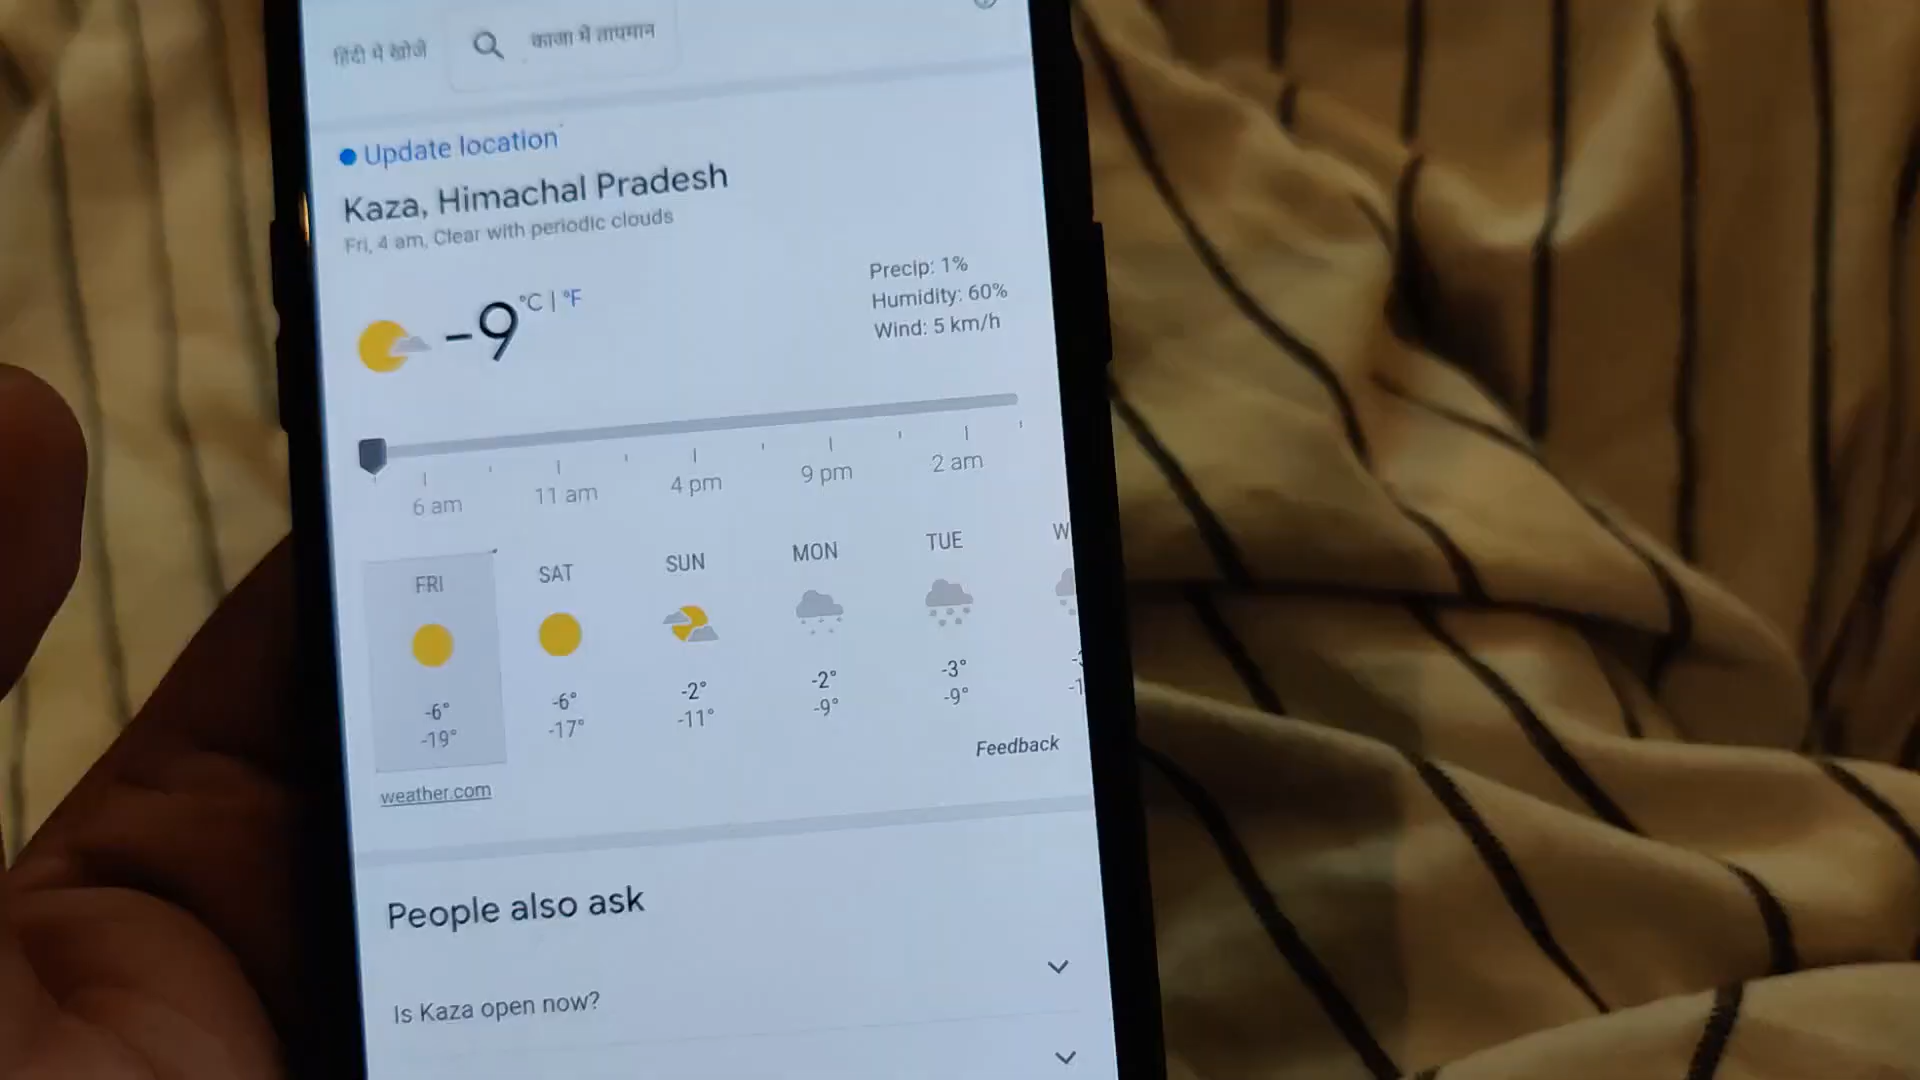 हिंदी में खोजें काजा में तापमान
Update location
Kaza, Himachal Pradesh
Fri, 4 am, Clear with periodic clouds
-9 °C | °F
Precip: 1%
Humidity: 60%
Wind: 5 km/h
6 am 11 am 4 pm 9 pm 2 am
FRI SAT SUN MON TUE W
-6° -6° -2° -2° -3°
-19° -17° -11° -9° -9°
Feedback
weather.com
People also ask
Is Kaza open now?